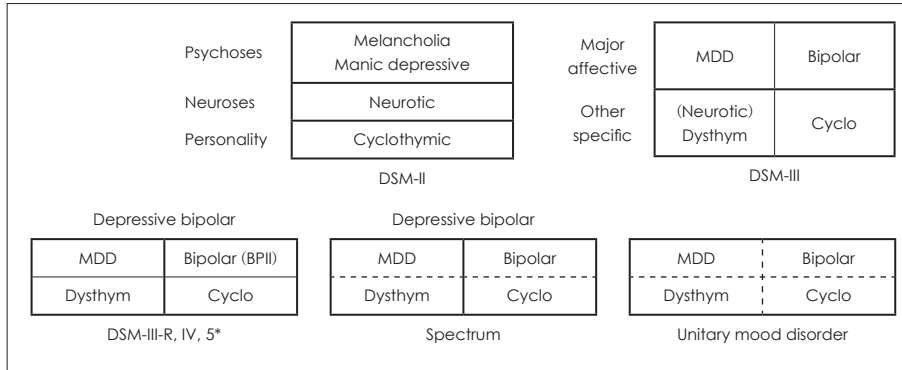 Psychoses
Melancholia
Manic depressive
Neuroses
Neurotic
Personality
Cyclothymic
DSM-II
Major
affective
MDD
Bipolar
Other
specific
(Neurotic)
Dysthym
Cyclo
DSM-III
Depressive bipolar
MDD
Bipolar (BPII)
Dysthym
Cyclo
DSM-III-R, IV, 5*
Depressive bipolar
MDD
Bipolar
Dysthym
Cyclo
Spectrum
MDD
Bipolar
Dysthym
Cyclo
Unitary mood disorder